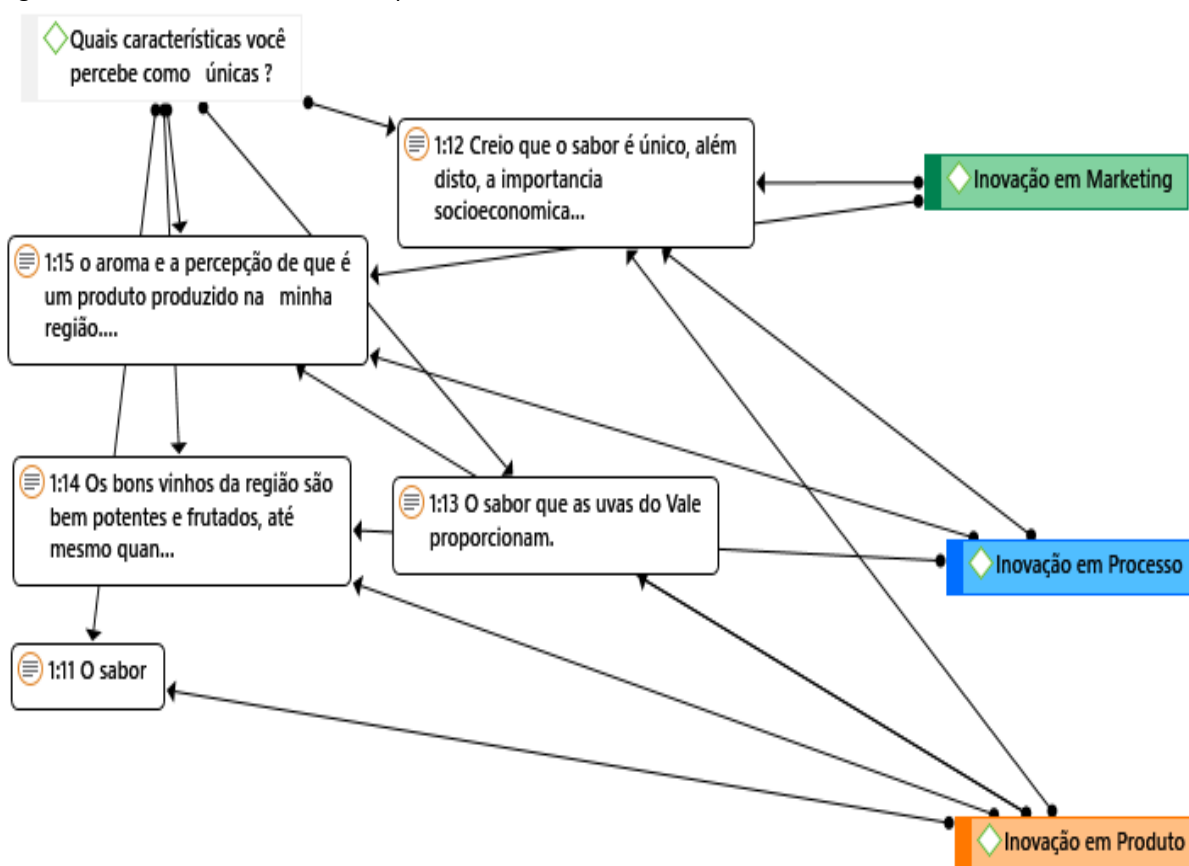 Quais características você
percebe como únicas ?
1:12 Creio que o sabor é único, além
disto, a importancia
socioeconomica...
Inovação em Marketing
1:15 o aroma e a percepção de que é
um produto produzido na minha
região....
1:14 Os bons vinhos da região são
bem potentes e frutados, até
mesmo quan...
1:13 O sabor que as uvas do Vale
proporcionam.
Inovação em Processo
1:11 O sabor
Inovação em Produto